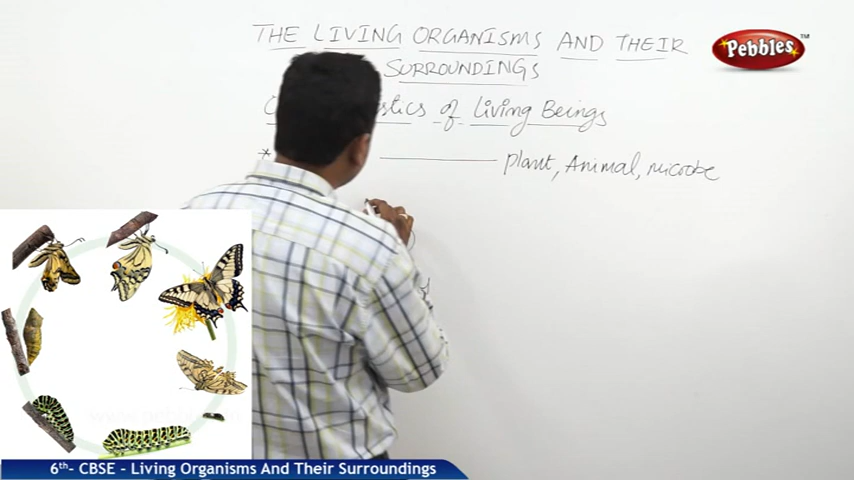 THE LIVING ORGANISMS AND THEIR
Pebbles
SURROUNDINGS
of Living Beings
* plant, Animal, microbe
6th- CBSE - Living Organisms And Their Surroundings